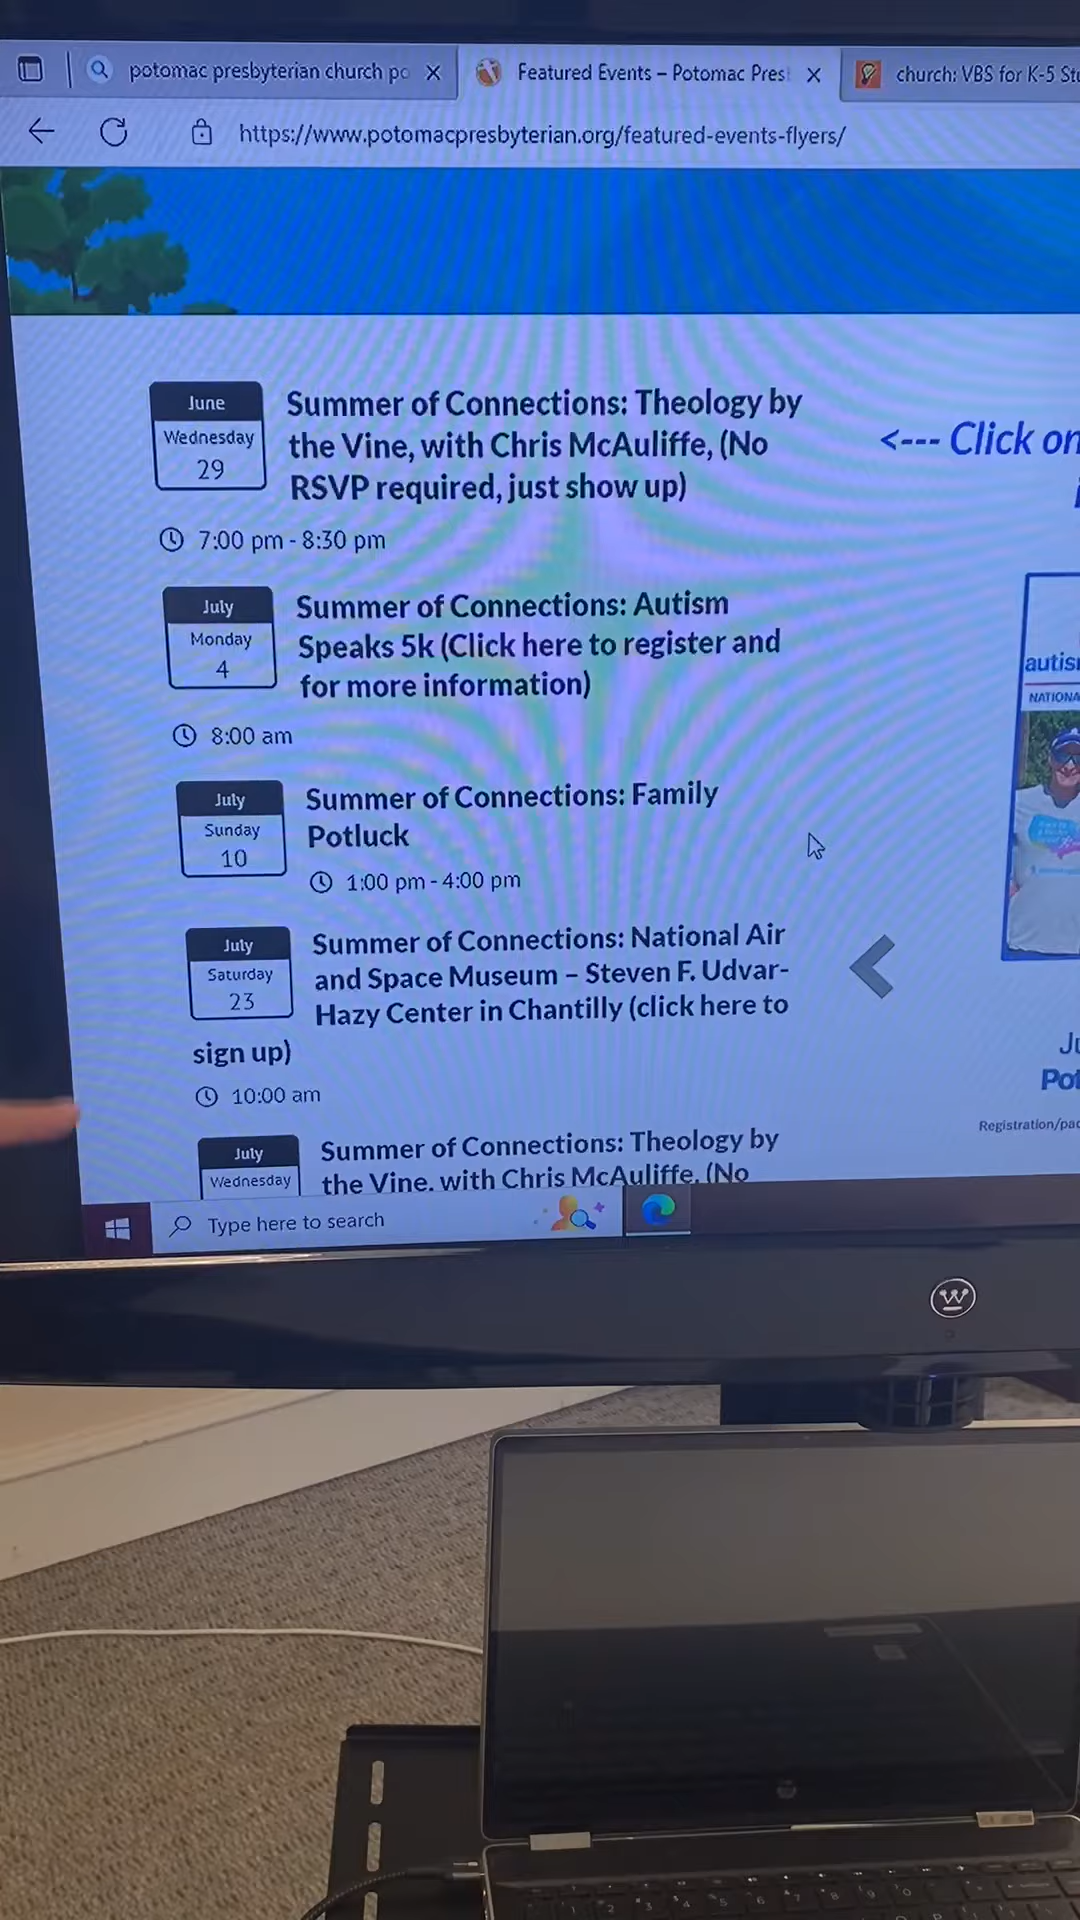 potomac presbyterian church po
Featured Events – Potomac Pres
church: VBS for K-5 Stu
https://www.potomacpresbyterian.org/featured-events-flyers/
June
Wednesday
29
Summer of Connections: Theology by
the Vine, with Chris McAuliffe, (No
RSVP required, just show up)
7:00 pm - 8:30 pm
<--- Click on
July
Monday
4
Summer of Connections: Autism
Speaks 5k (Click here to register and
for more information)
8:00 am
autis
NATIONA
July
Sunday
10
Summer of Connections: Family
Potluck
1:00 pm - 4:00 pm
July
Saturday
23
Summer of Connections: National Air
and Space Museum – Steven F. Udvar-
Hazy Center in Chantilly (click here to
sign up)
10:00 am
Ju
Pot
Registration/pac
July
Wednesday
Summer of Connections: Theology by
the Vine, with Chris McAuliffe, (No
Type here to search
W